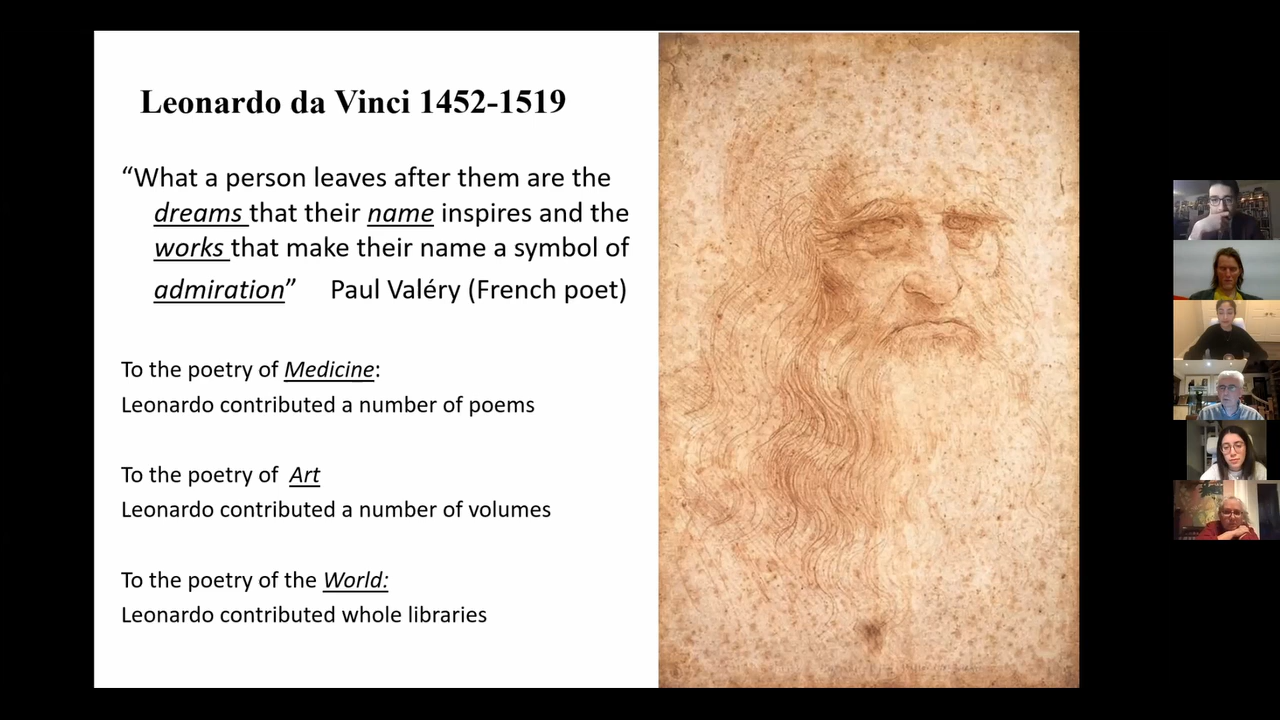 Leonardo da Vinci 1452-1519
“What a person leaves after them are the
dreams that their name inspires and the
works that make their name a symbol of
admiration” Paul Valéry (French poet)
To the poetry of Medicine:
Leonardo contributed a number of poems
To the poetry of Art
Leonardo contributed a number of volumes
To the poetry of the World:
Leonardo contributed whole libraries